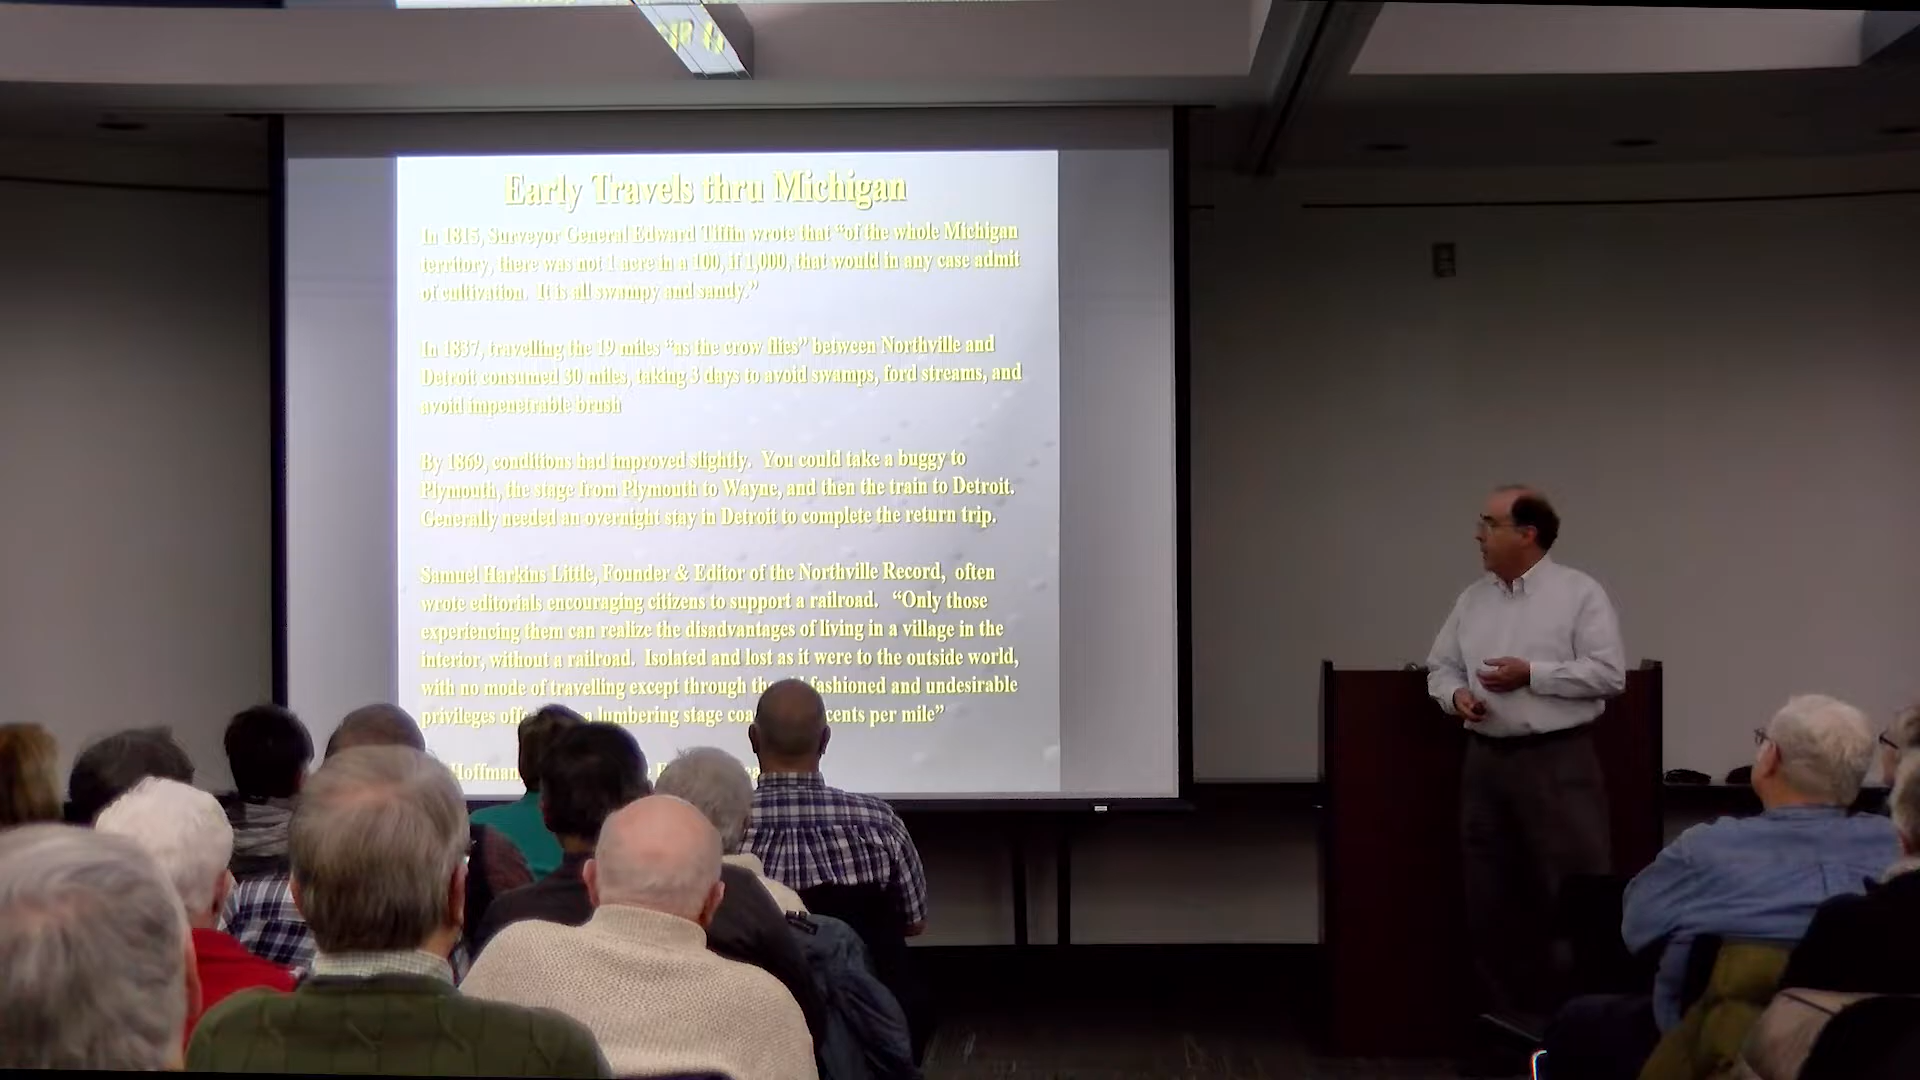 Early Travels thru Michigan
In 1815, Surveyor General Edward Tiffin wrote that “of the whole Michigan
territory, there was not 1 acre in a 100, if 1,000, that would in any case admit
of cultivation. It is all swampy and sandy.”
In 1837, travelling the 19 miles “as the crow flies” between Northville and
Detroit consumed 30 miles, taking 3 days to avoid swamps, ford streams, and
avoid impenetrable brush
By 1869, conditions had improved slightly. You could take a buggy to
Plymouth, the stage from Plymouth to Wayne, and then the train to Detroit.
Generally needed an overnight stay in Detroit to complete the return trip.
Samuel Harkins Little, Founder & Editor of the Northville Record, often
wrote editorials encouraging citizens to support a railroad. “Only those
experiencing them can realize the disadvantages of living in a village in the
interior, without a railroad. Isolated and lost as it were to the outside world,
with no mode of travelling except through fashioned and undesirable
privileges a lumbering stage cents per mile”
Hoffman